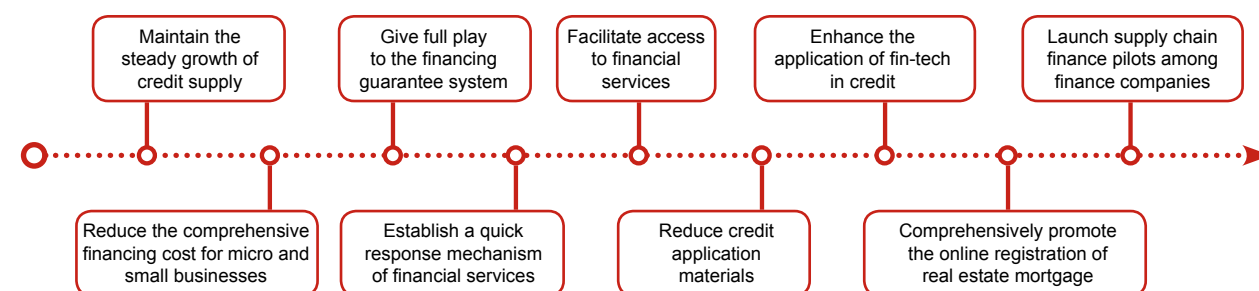 Maintain the
steady growth of
credit supply
Give full play
to the financing
guarantee system
Facilitate access
to financial
services
Enhance the
application of fin-tech
in credit
Launch supply chain
finance pilots among
finance companies
Reduce the comprehensive
financing cost for micro and
small businesses
Establish a quick
response mechanism
of financial services
Reduce credit
application
materials
Comprehensively promote
the online registration of
real estate mortgage